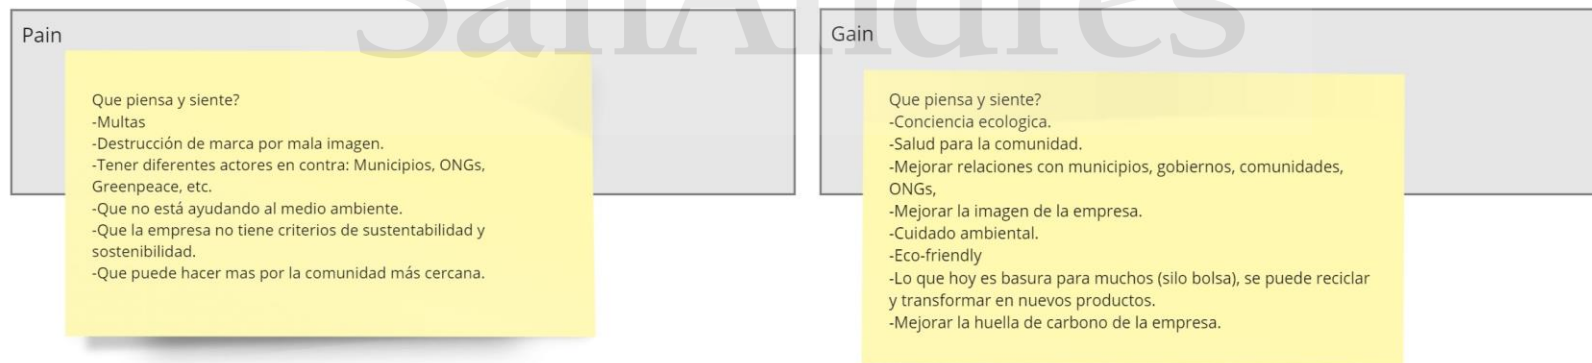 SanAndrés
Pain
Que piensa y siente?
-Multas
-Destrucción de marca por mala imagen.
-Tener diferentes actores en contra: Municipios, ONGs,
Greenpeace, etc.
-Que no está ayudando al medio ambiente.
-Que la empresa no tiene criterios de sustentabilidad y
sostenibilidad.
-Que puede hacer mas por la comunidad más cercana.
Gain
Que piensa y siente?
-Conciencia ecologica.
-Salud para la comunidad.
-Mejorar relaciones con municipios, gobiernos, comunidades,
ONGs,
-Mejorar la imagen de la empresa.
-Cuidado ambiental.
-Eco-friendly
-Lo que hoy es basura para muchos (silo bolsa), se puede reciclar
y transformar en nuevos productos.
-Mejorar la huella de carbono de la empresa.